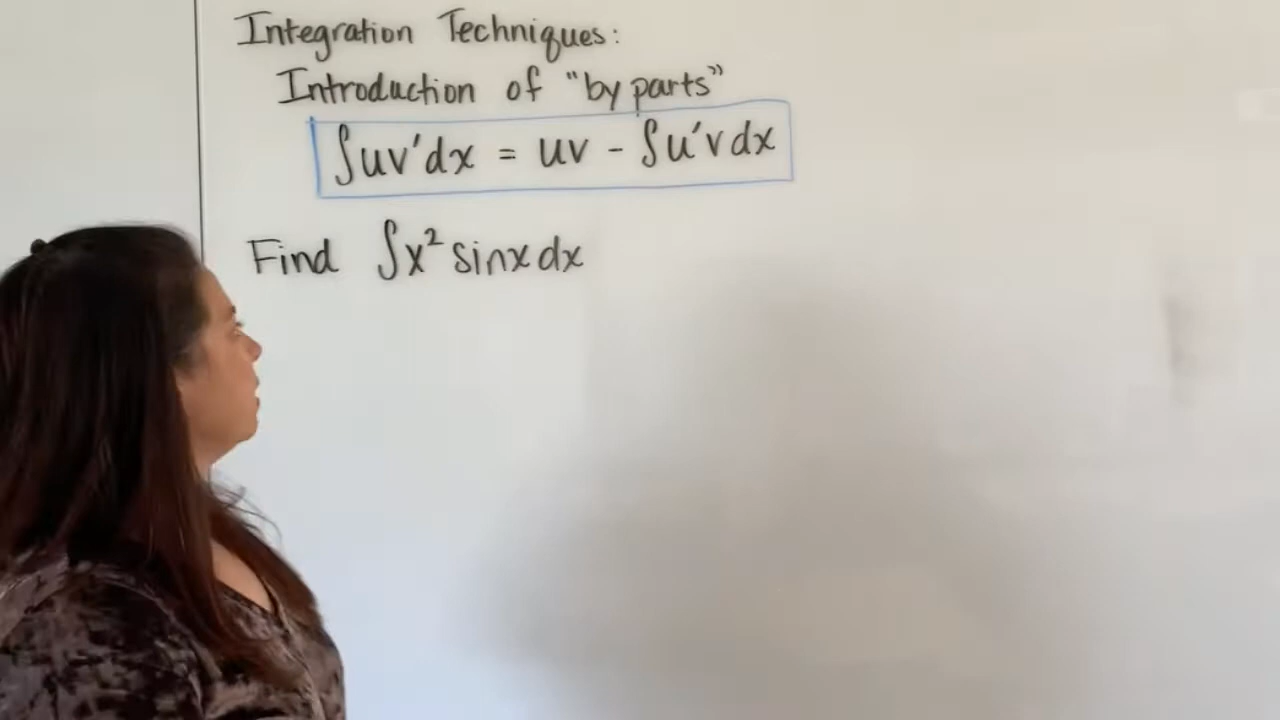 Integration Techniques:
Introduction of "by parts"
∫uv'dx = uv - ∫u'vdx
Find ∫x² sinx dx